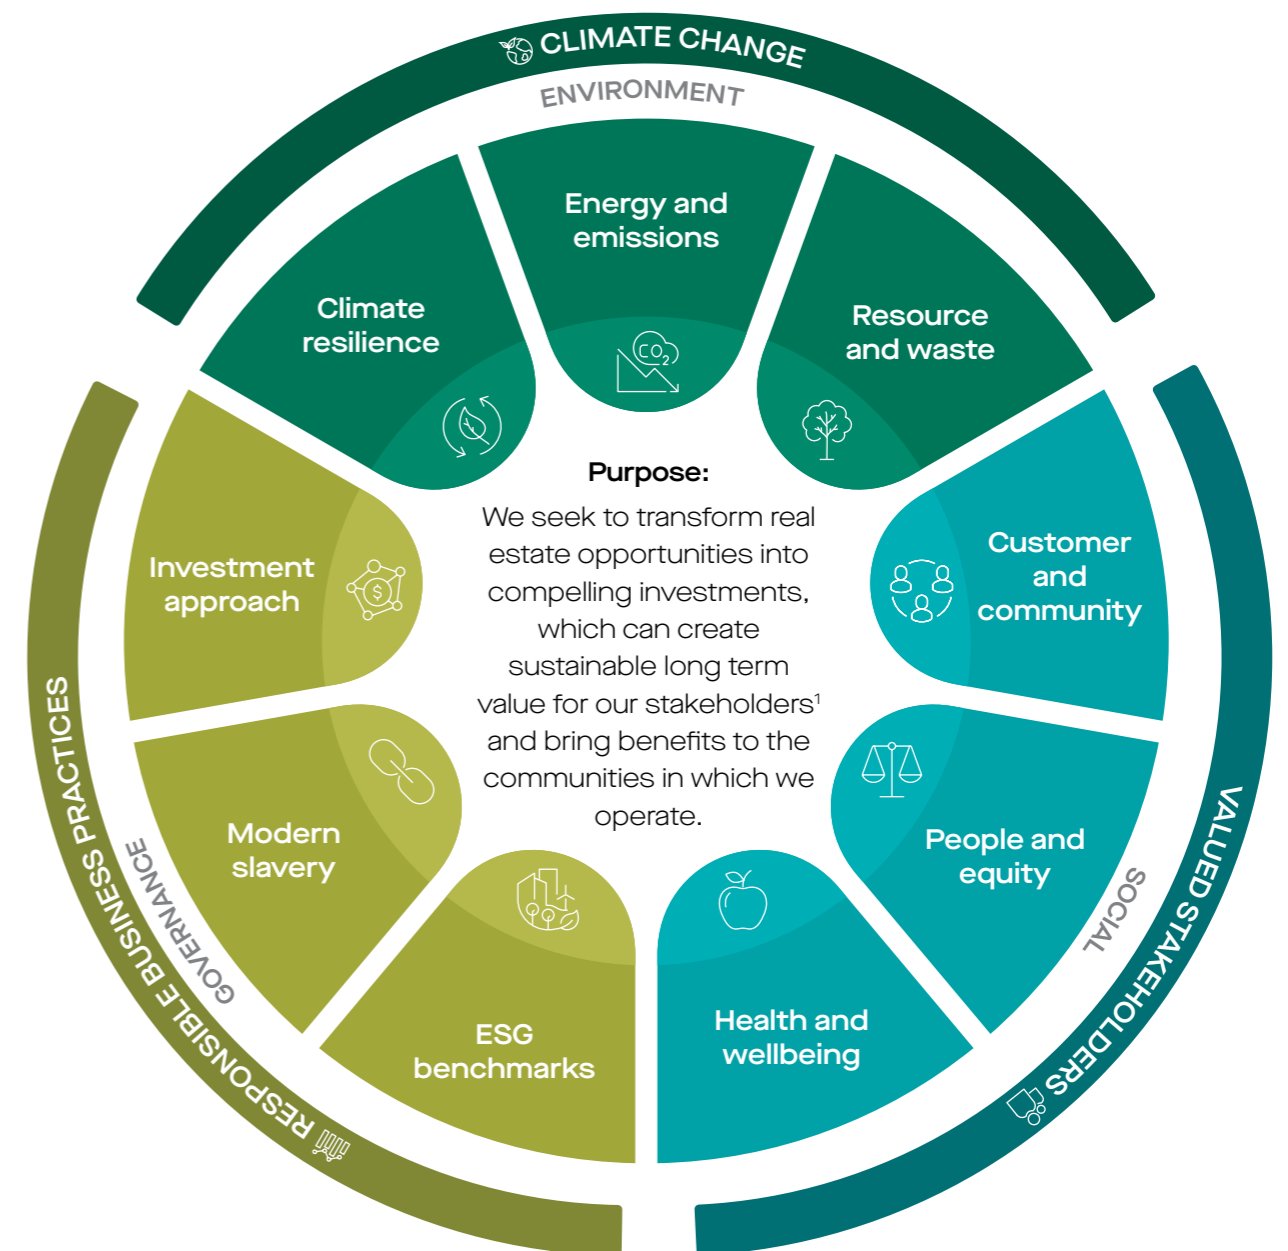 CLIMATE CHANGE
ENVIRONMENT
Energy and
emissions
Climate
resilience
Resource
and waste
CO₂
Purpose:
We seek to transform real
estate opportunities into
compelling investments,
which can create
sustainable long term
value for our stakeholders¹
and bring benefits to the
communities in which we
operate.
Investment
approach
$
Customer
and
community
Modern
slavery
People and
equity
ESG
benchmarks
Health and
wellbeing
GOVERNANCE
SOCIAL
RESPONSIBLE BUSINESS PRACTICES
VALUED STAKEHOLDERS